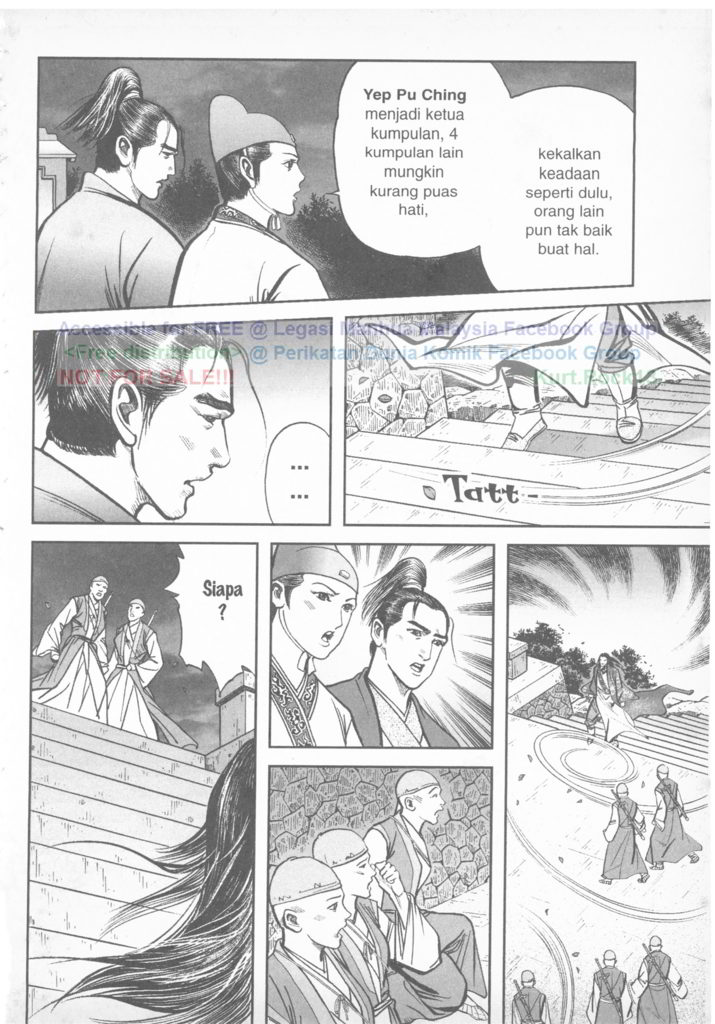 Yep Pu Ching
menjadi ketua
kumpulan, 4
kumpulan lain
mungkin
kurang puas
hati,
kekalkan
keadaan
seperti dulu,
orang lain
pun tak baik
buat hal.
Accessible for FREE @ Legasi Manhua Malaysia Facebook Group
<Free distribution> @ Perikatan Dunia Komik Facebook Group
NOT FOR SALE!!!
...
...
Tatt
Siapa
?